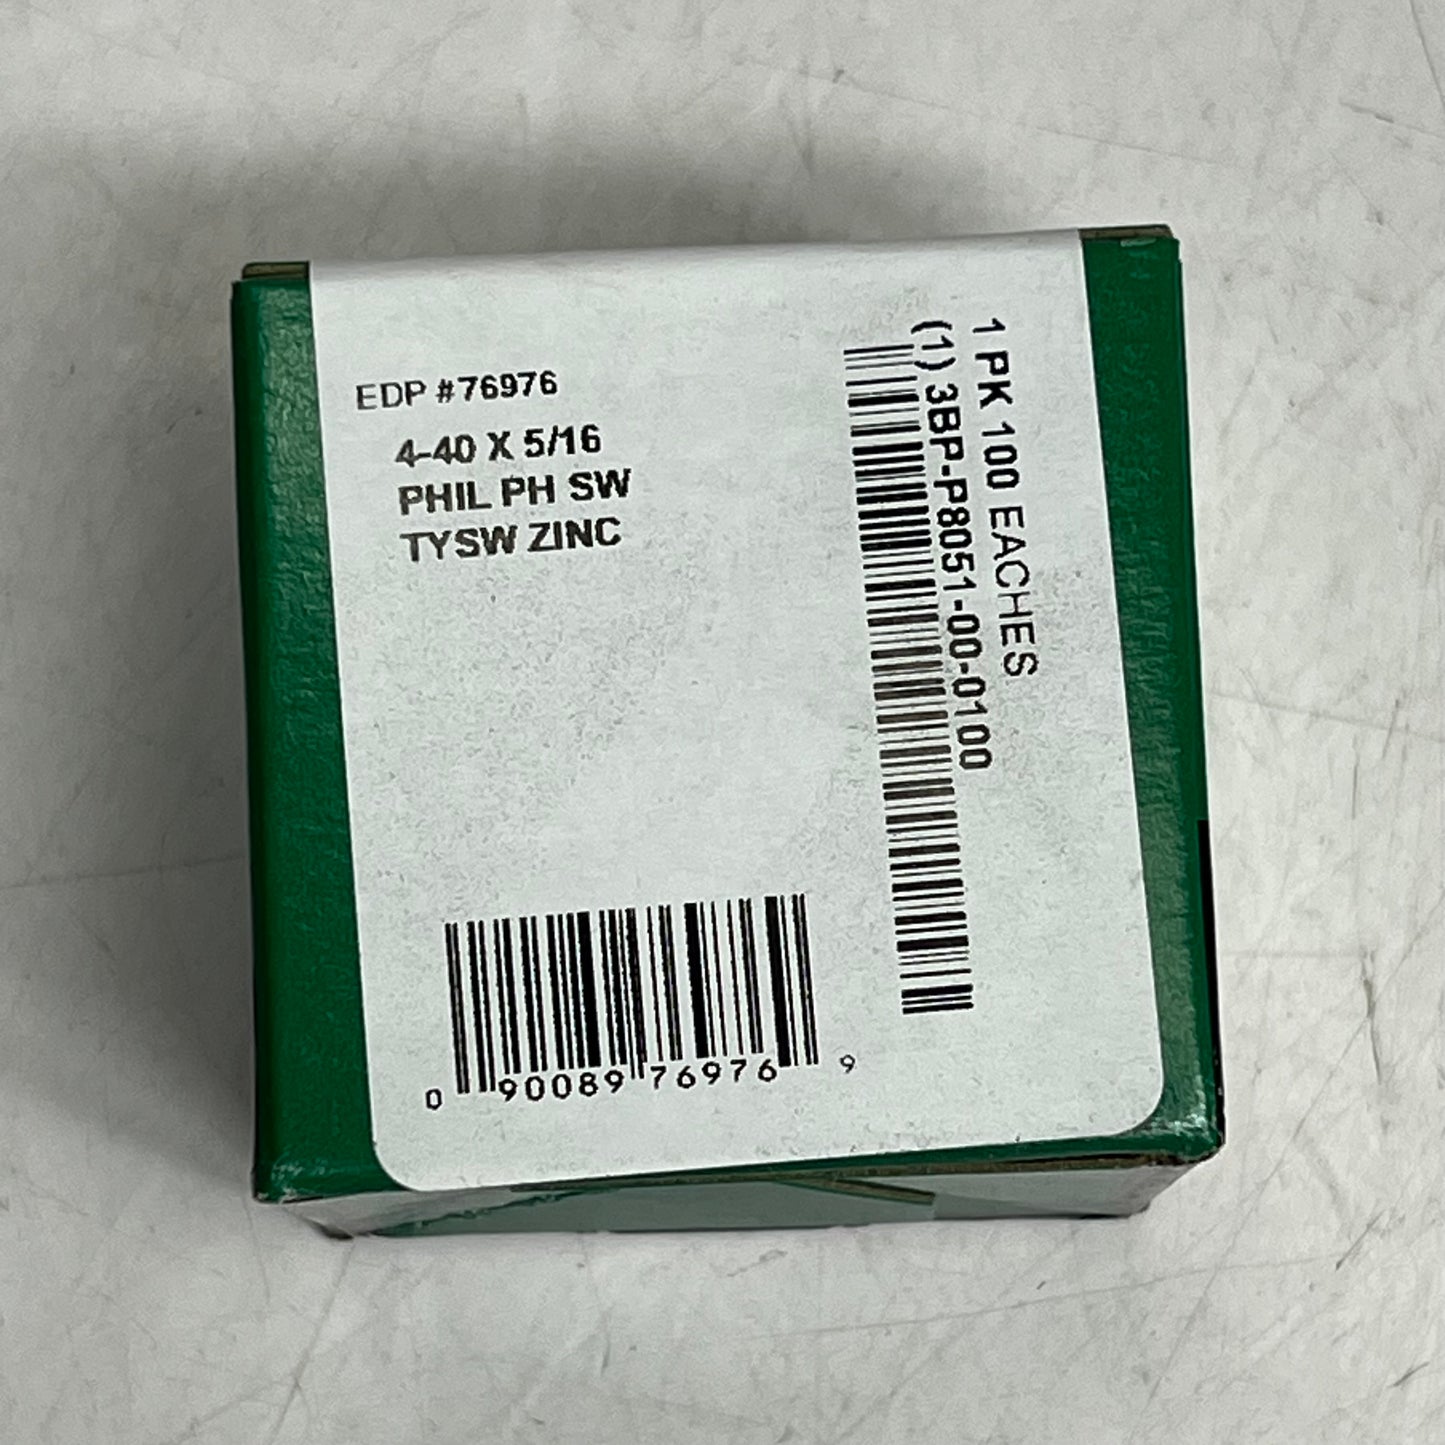 EDP #76976
4-40 X 5/16
PHIL PH SW
TYSW ZINC
1 PK 100 EACHES
(1) 3BP-P8051-00-0100
0 90089 76976 9